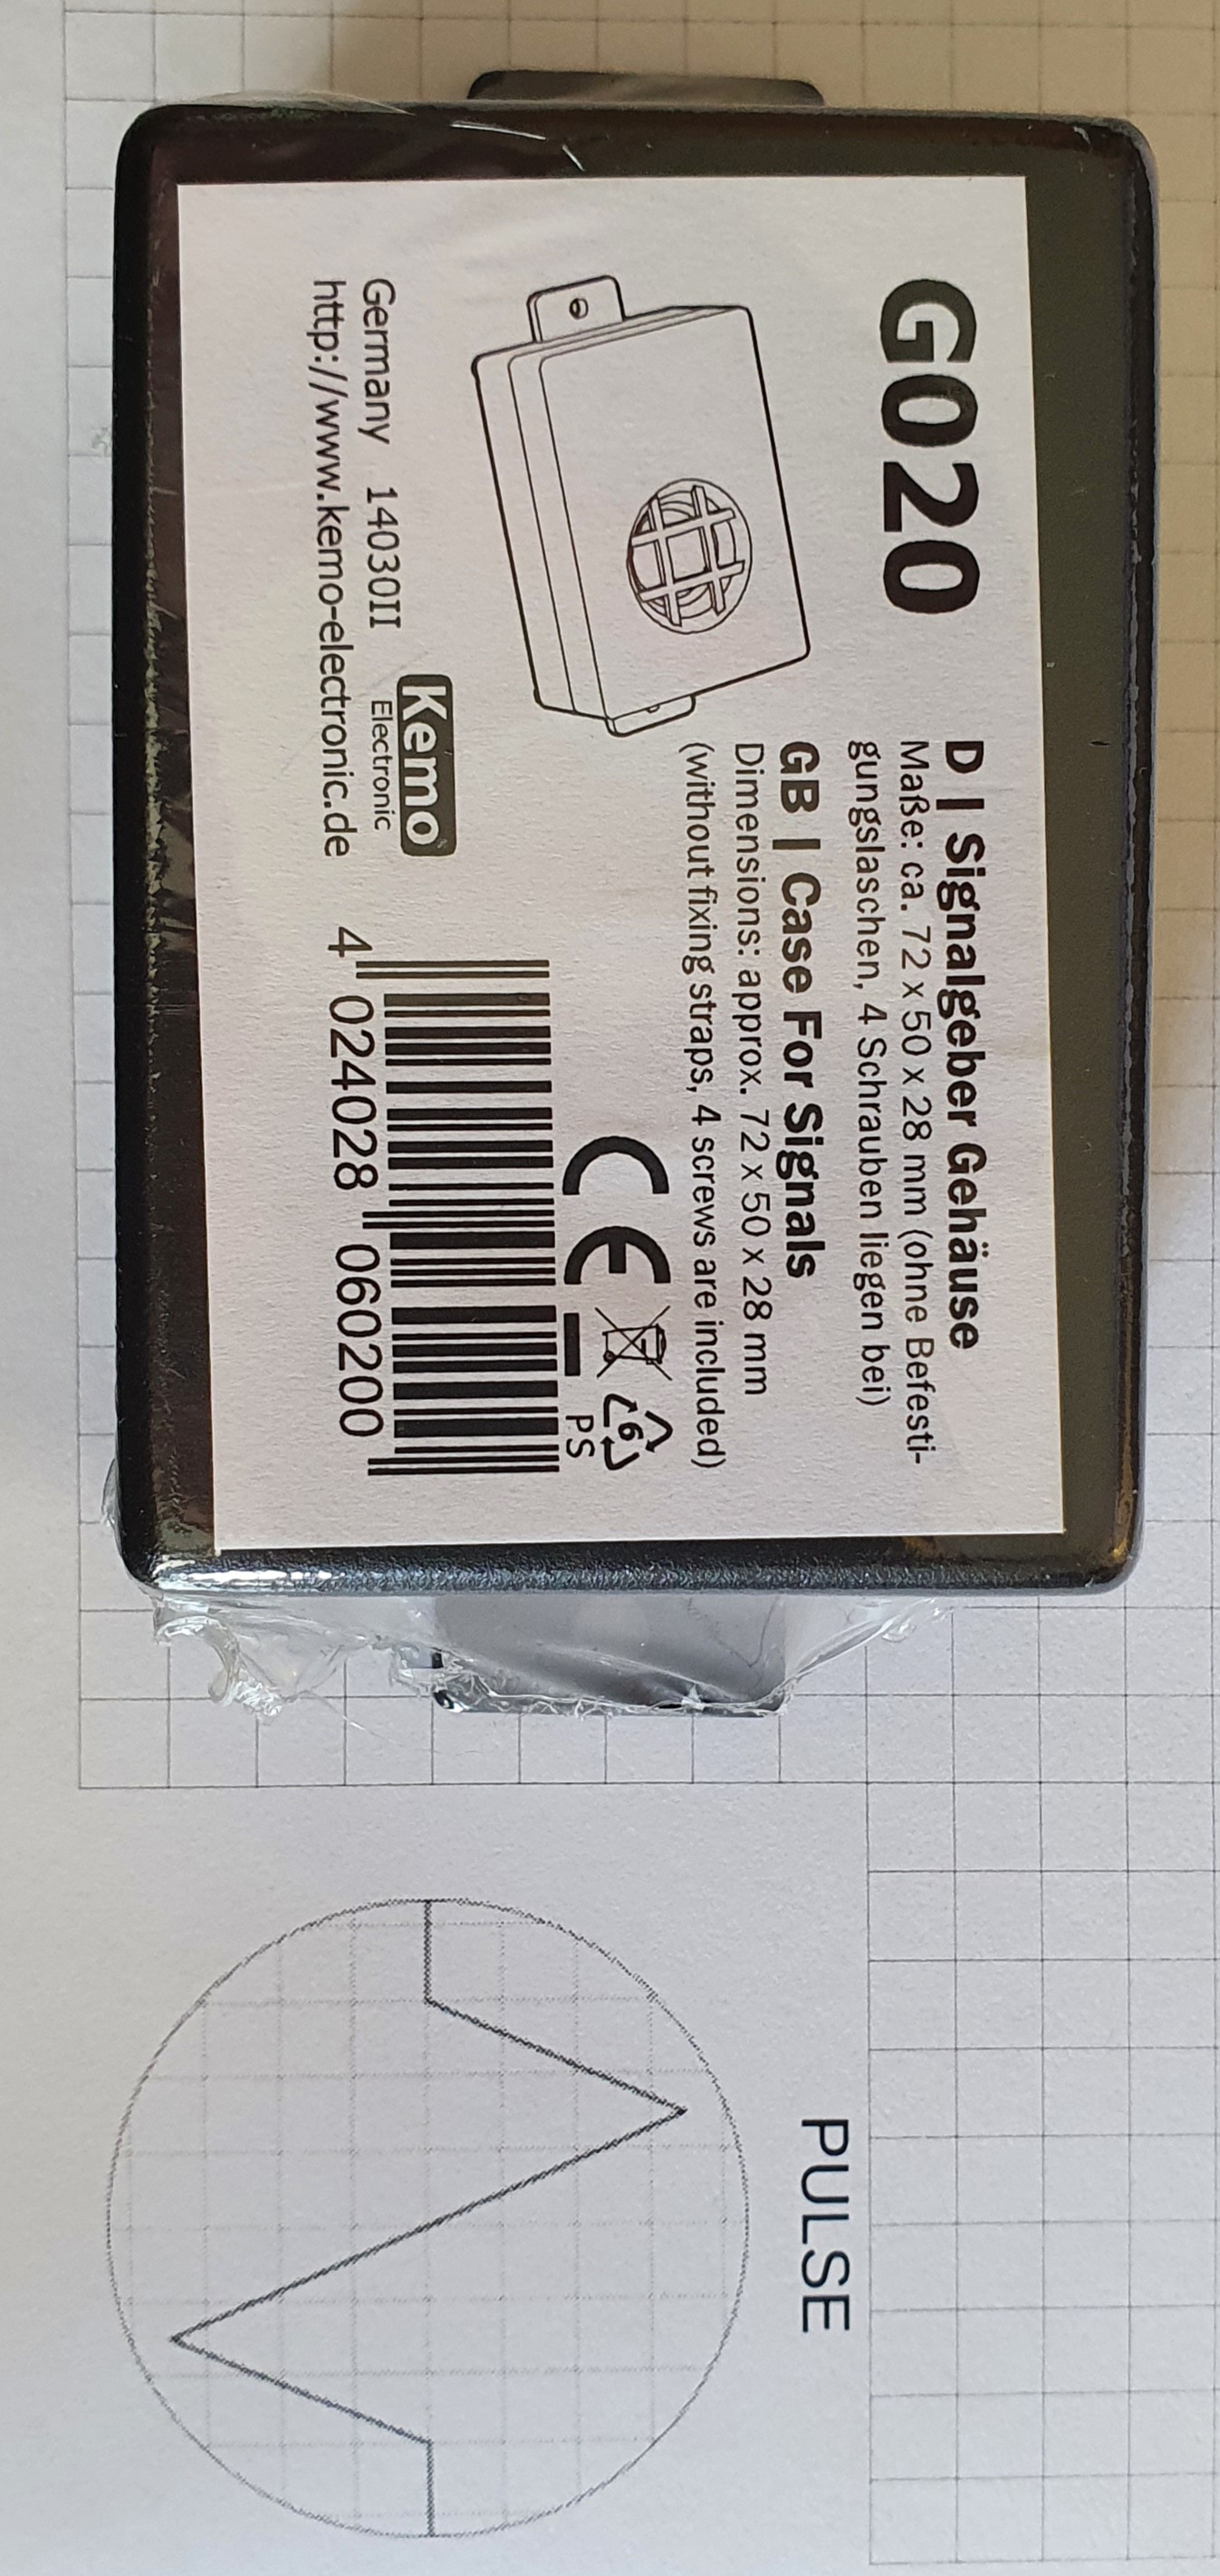 G020
D | Signalgeber Gehäuse
Maße: ca. 72 x 50 x 28 mm (ohne Befesti-
gungslaschen, 4 Schrauben liegen bei)
GB | Case For Signals
Dimensions: approx. 72 x 50 x 28 mm
(without fixing straps, 4 screws are included)
CE
6
PS
Kemo
Electronic
Germany 14030II
http://www.kemo-electronic.de
4 024028 060200
PULSE